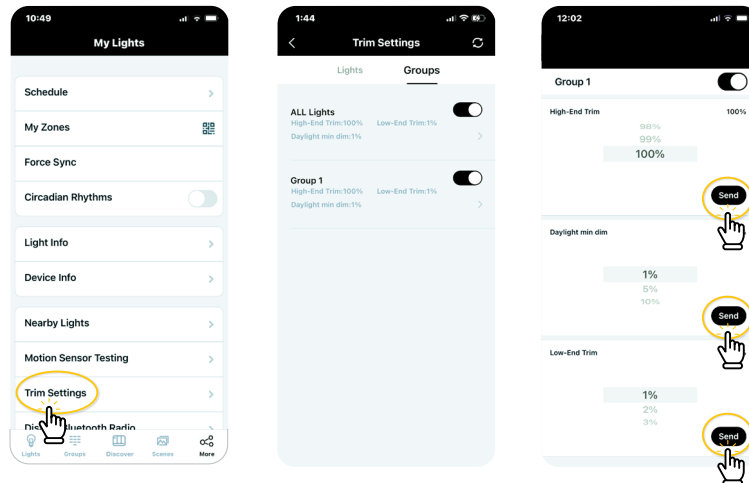 10:49
My Lights
Schedule
My Zones
Force Sync
Circadian Rhythms
Light Info
Device Info
Nearby Lights
Motion Sensor Testing
Trim Settings
Radio
Lights Groups Discover Scenes More
1:44
Trim Settings
Lights Groups
ALL Lights
High-End Trim:100% Low-End Trim:1%
Daylight min dim:1%
Group 1
High-End Trim:100% Low-End Trim:1%
Daylight min dim:1%
12:02
Group 1
High-End Trim 100%
98%
99%
100%
Send
Daylight min dim
1%
5%
10%
Send
Low-End Trim
1%
2%
3%
Send